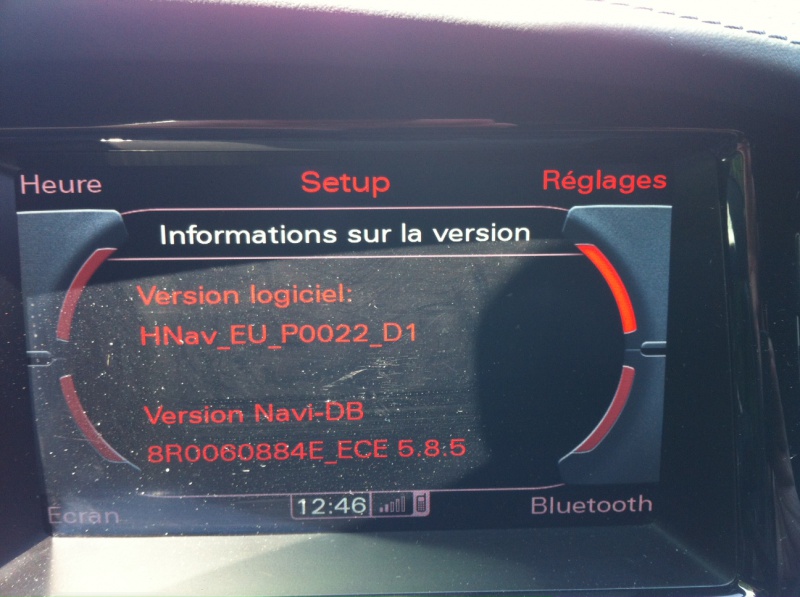 Heure Setup Réglages
Informations sur la version
Version logiciel:
HNav_EU_P0022_D1
Version Navi-DB
8R0060884E_ECE 5.8.5
Écran 12:46 Bluetooth